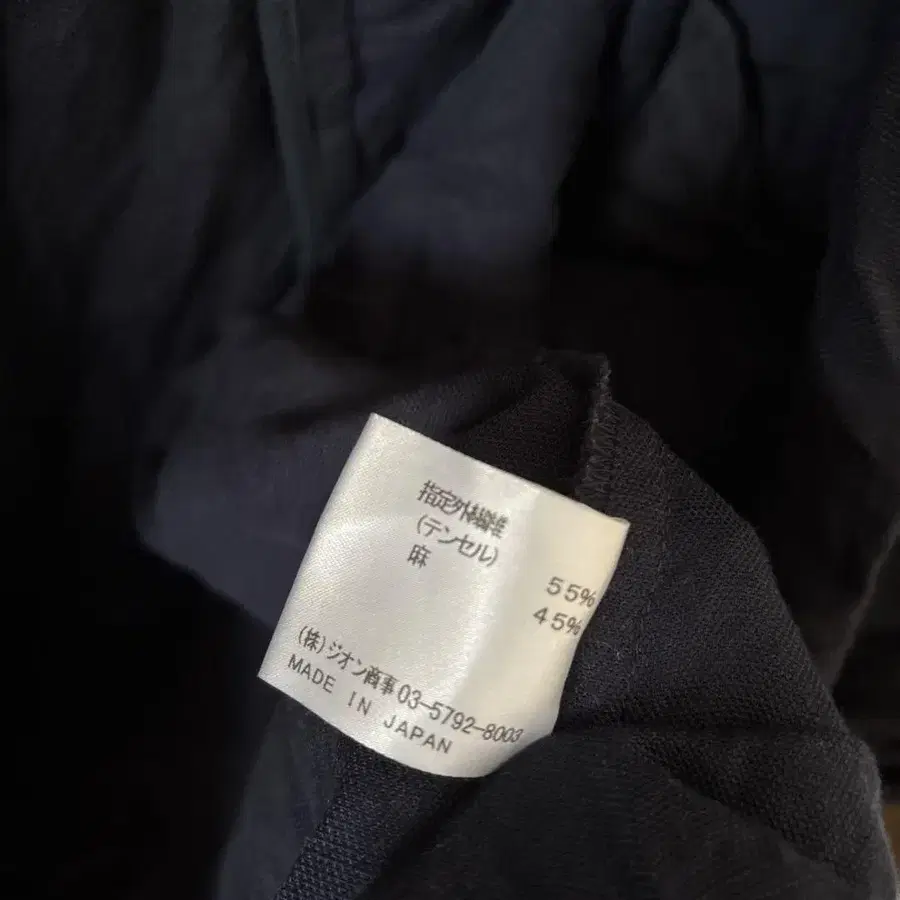 指定外繊維
(テンセル) 55%
麻 45%
(株)ジオン商事 03-5792-8003
MADE IN JAPAN